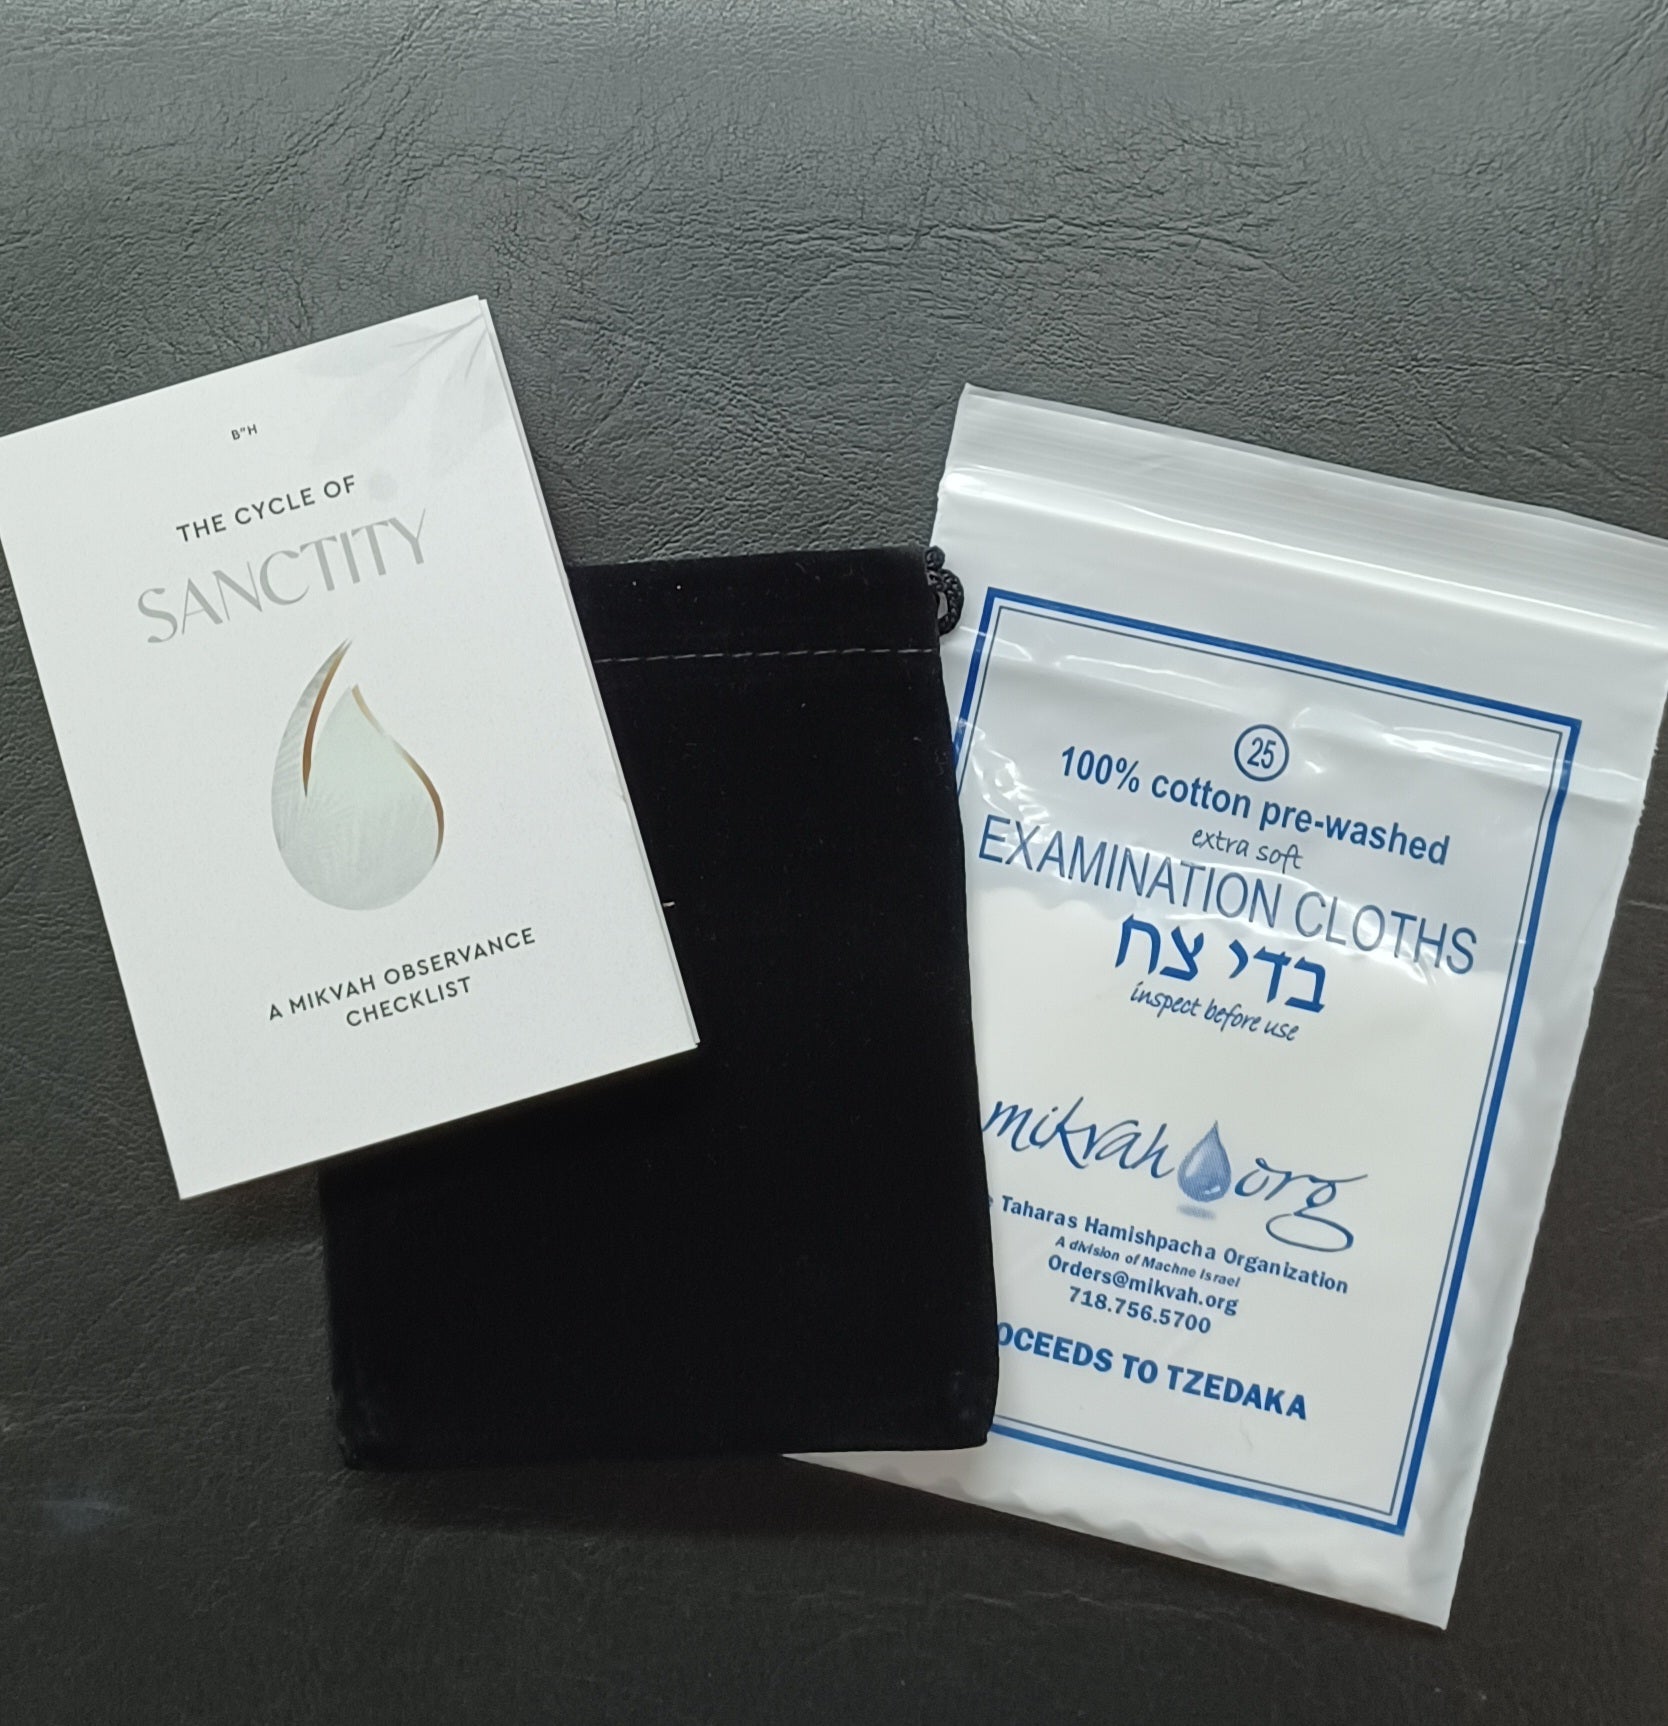 B"H
THE CYCLE OF
SANCTITY
A MIKVAH OBSERVANCE
CHECKLIST
25
100% cotton pre-washed
extra soft
EXAMINATION CLOTHS
בדי צח
inspect before use
mikvah org
Taharas Hamishpacha Organization
A division of Machne Israel
Orders@mikvah.org
718.756.5700
TO TZEDAKA